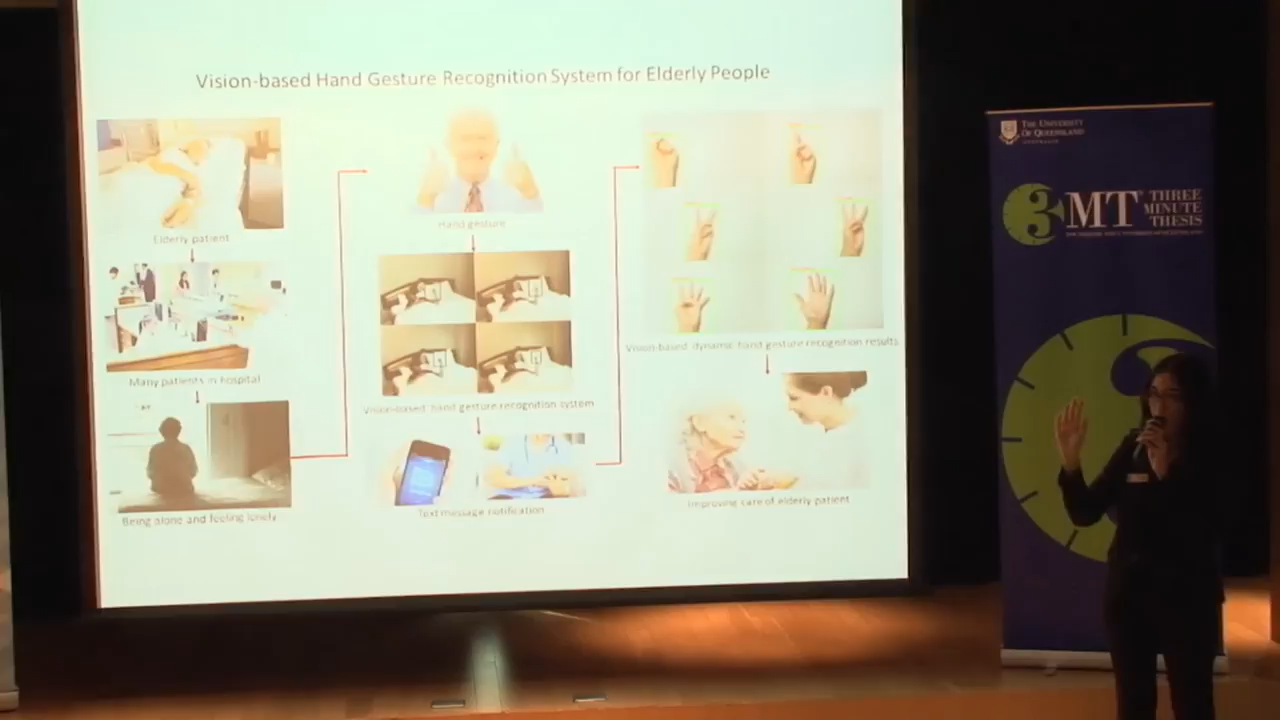 Vision-based Hand Gesture Recognition System for Elderly People
Elderly patient
Many patients in hospital
Being alone and feeling lonely
Hand gesture
Vision-based hand gesture recognition system
Text message notification
Vision-based dynamic hand gesture recognition results
Improving care of elderly patient
THE UNIVERSITY
OF QUEENSLAND
AUSTRALIA
3MT THREE
MINUTE
THESIS